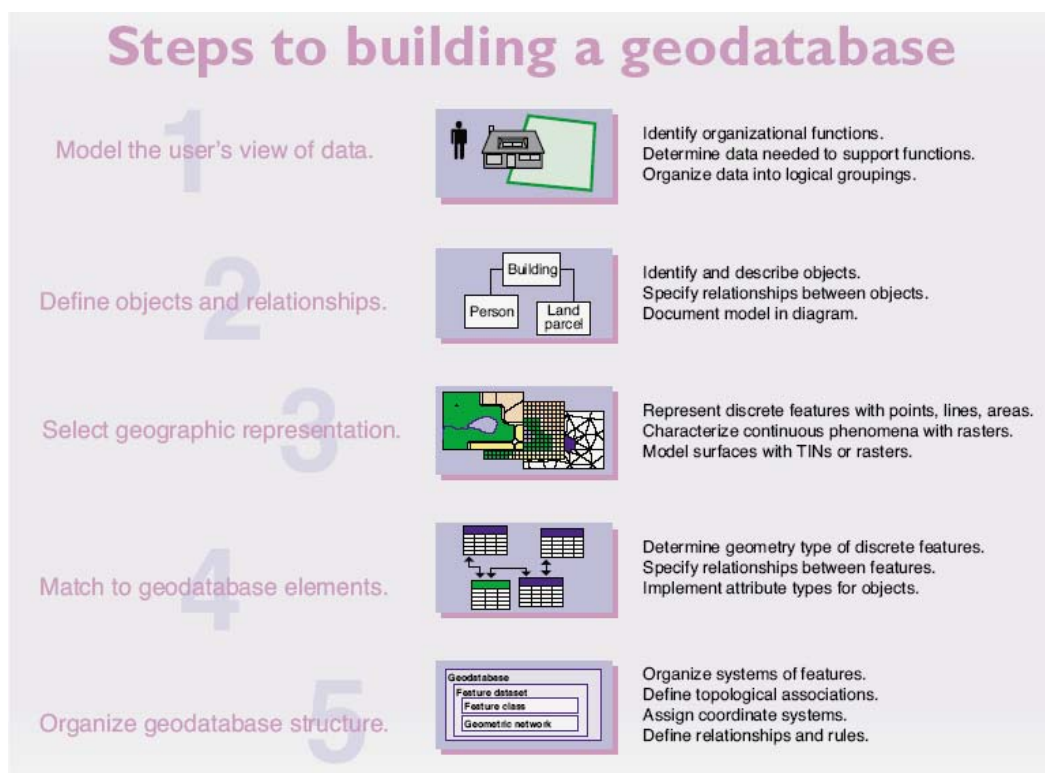 Steps to building a geodatabase
1
Model the user's view of data.
Identify organizational functions.
Determine data needed to support functions.
Organize data into logical groupings.
2
Define objects and relationships.
Building
Person
Land
parcel
Identify and describe objects.
Specify relationships between objects.
Document model in diagram.
3
Select geographic representation.
Represent discrete features with points, lines, areas.
Characterize continuous phenomena with rasters.
Model surfaces with TINs or rasters.
4
Match to geodatabase elements.
Determine geometry type of discrete features.
Specify relationships between features.
Implement attribute types for objects.
5
Organize geodatabase structure.
Geodatabase
Feature dataset
Feature class
Geometric network
Organize systems of features.
Define topological associations.
Assign coordinate systems.
Define relationships and rules.